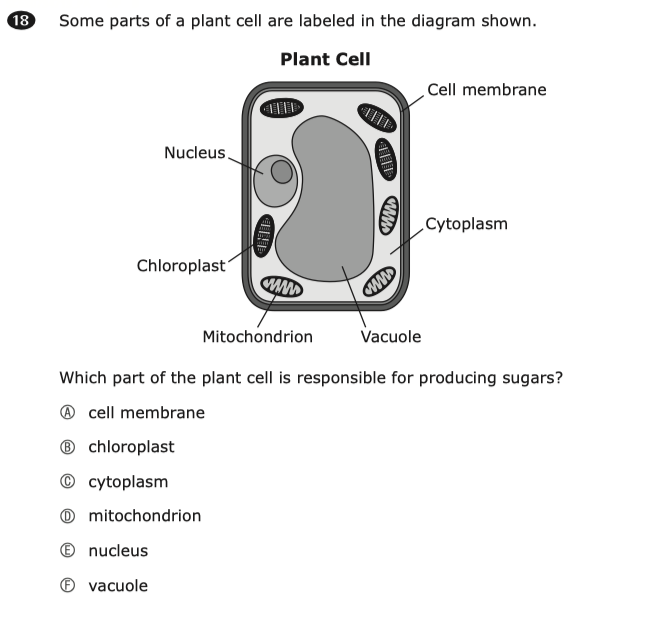 18 Some parts of a plant cell are labeled in the diagram shown.
Plant Cell
Cell membrane
Nucleus
Cytoplasm
Chloroplast
Mitochondrion Vacuole
Which part of the plant cell is responsible for producing sugars?
Ⓐ cell membrane
Ⓑ chloroplast
Ⓒ cytoplasm
Ⓓ mitochondrion
Ⓔ nucleus
Ⓕ vacuole